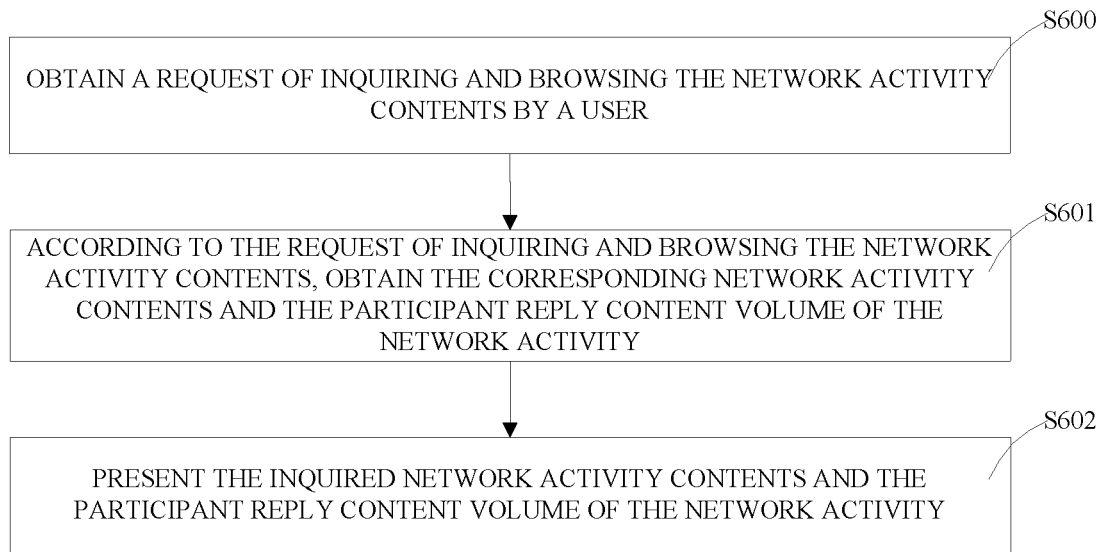 S600
OBTAIN A REQUEST OF INQUIRING AND BROWSING THE NETWORK ACTIVITY
CONTENTS BY A USER
S601
ACCORDING TO THE REQUEST OF INQUIRING AND BROWSING THE NETWORK
ACTIVITY CONTENTS, OBTAIN THE CORRESPONDING NETWORK ACTIVITY
CONTENTS AND THE PARTICIPANT REPLY CONTENT VOLUME OF THE
NETWORK ACTIVITY
S602
PRESENT THE INQUIRED NETWORK ACTIVITY CONTENTS AND THE
PARTICIPANT REPLY CONTENT VOLUME OF THE NETWORK ACTIVITY